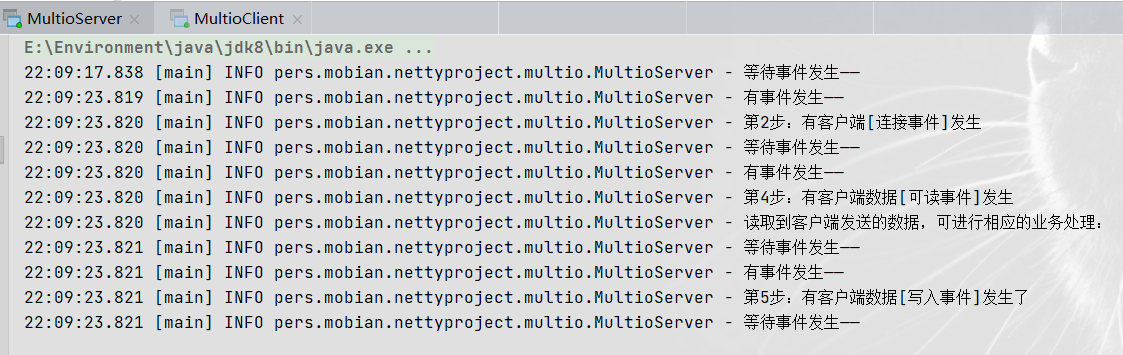 MultioServer MultioClient
E:\Environment\java\jdk8\bin\java.exe ...
22:09:17.838 [main] INFO pers.mobian.nettyproject.multio.MultioServer - 等待事件发生——
22:09:23.819 [main] INFO pers.mobian.nettyproject.multio.MultioServer - 有事件发生——
22:09:23.820 [main] INFO pers.mobian.nettyproject.multio.MultioServer - 第2步：有客户端[连接事件]发生
22:09:23.820 [main] INFO pers.mobian.nettyproject.multio.MultioServer - 等待事件发生——
22:09:23.820 [main] INFO pers.mobian.nettyproject.multio.MultioServer - 有事件发生——
22:09:23.820 [main] INFO pers.mobian.nettyproject.multio.MultioServer - 第4步：有客户端数据[可读事件]发生
22:09:23.820 [main] INFO pers.mobian.nettyproject.multio.MultioServer - 读取到客户端发送的数据，可进行相应的业务处理：
22:09:23.821 [main] INFO pers.mobian.nettyproject.multio.MultioServer - 等待事件发生——
22:09:23.821 [main] INFO pers.mobian.nettyproject.multio.MultioServer - 有事件发生——
22:09:23.821 [main] INFO pers.mobian.nettyproject.multio.MultioServer - 第5步：有客户端数据[写入事件]发生了
22:09:23.821 [main] INFO pers.mobian.nettyproject.multio.MultioServer - 等待事件发生——